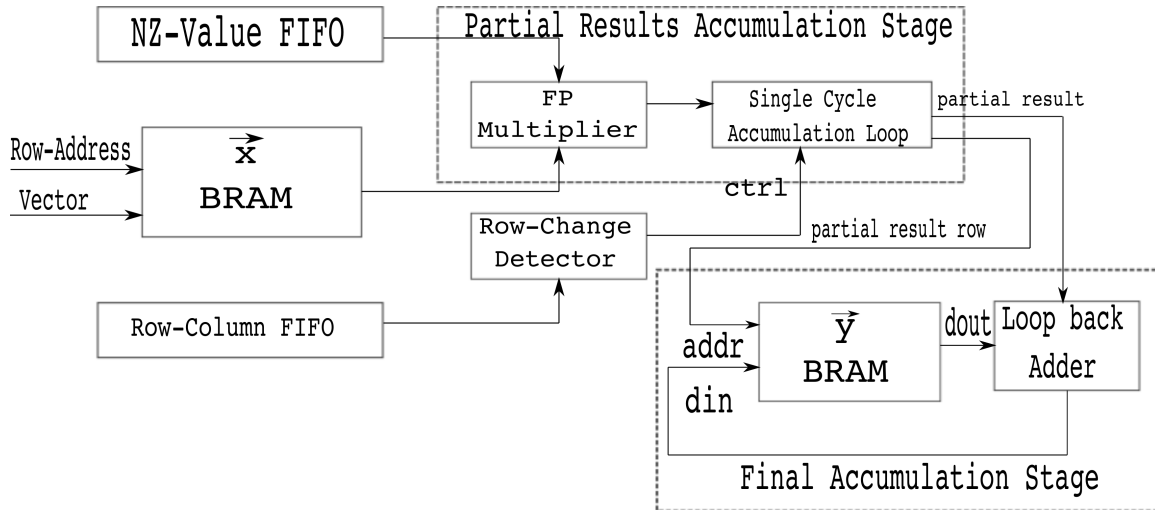 NZ-Value FIFO
Partial Results Accumulation Stage
FP
Multiplier
Single Cycle
Accumulation Loop
partial result
Row-Address
Vector
x
BRAM
ctrl
Row-Change
Detector
partial result row
Row-Column FIFO
addr
din
y
BRAM
dout
Loop back
Adder
Final Accumulation Stage